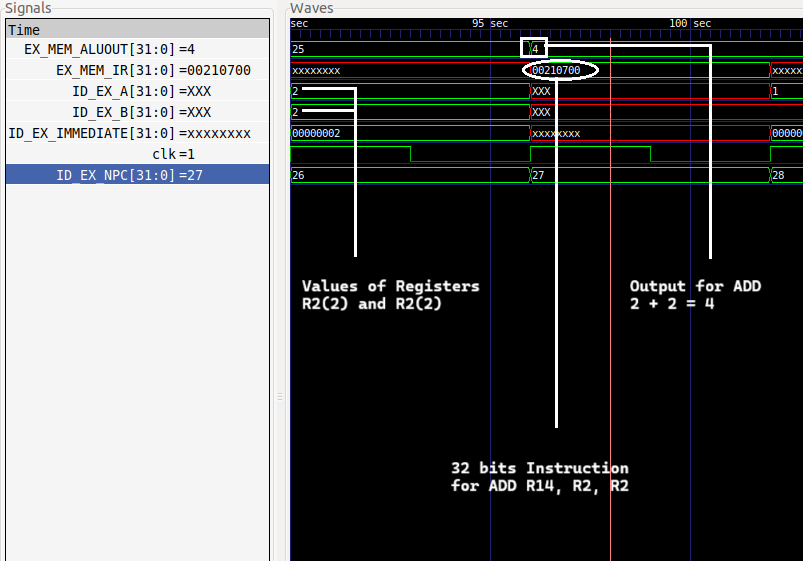 Signals
Waves
Time
sec 95 sec 100 sec
EX_MEM_ALUOUT[31:0] =4
25 4
EX_MEM_IR[31:0] =00210700
xxxxxxxx 00210700 xxxxx
ID_EX_A[31:0] =XXX
2 XXX 1
ID_EX_B[31:0] =XXX
2 XXX
ID_EX_IMMEDIATE[31:0] =xxxxxxxx
00000002 xxxxxxxx 00000
clk =1
ID_EX_NPC[31:0] =27
26 27 28
Values of Registers
R2(2) and R2(2)
Output for ADD
2 + 2 = 4
32 bits Instruction
for ADD R14, R2, R2